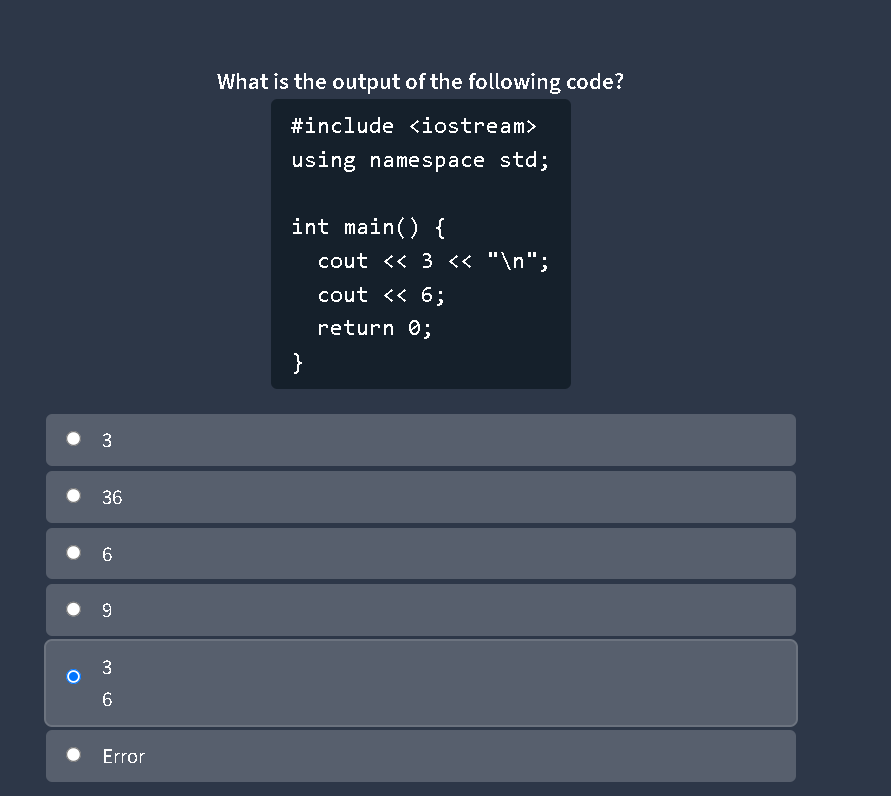 What is the output of the following code?
#include <iostream>
using namespace std;
int main() {
cout << 3 << "\n";
cout << 6;
return 0;
}
3
36
6
9
3
6
Error